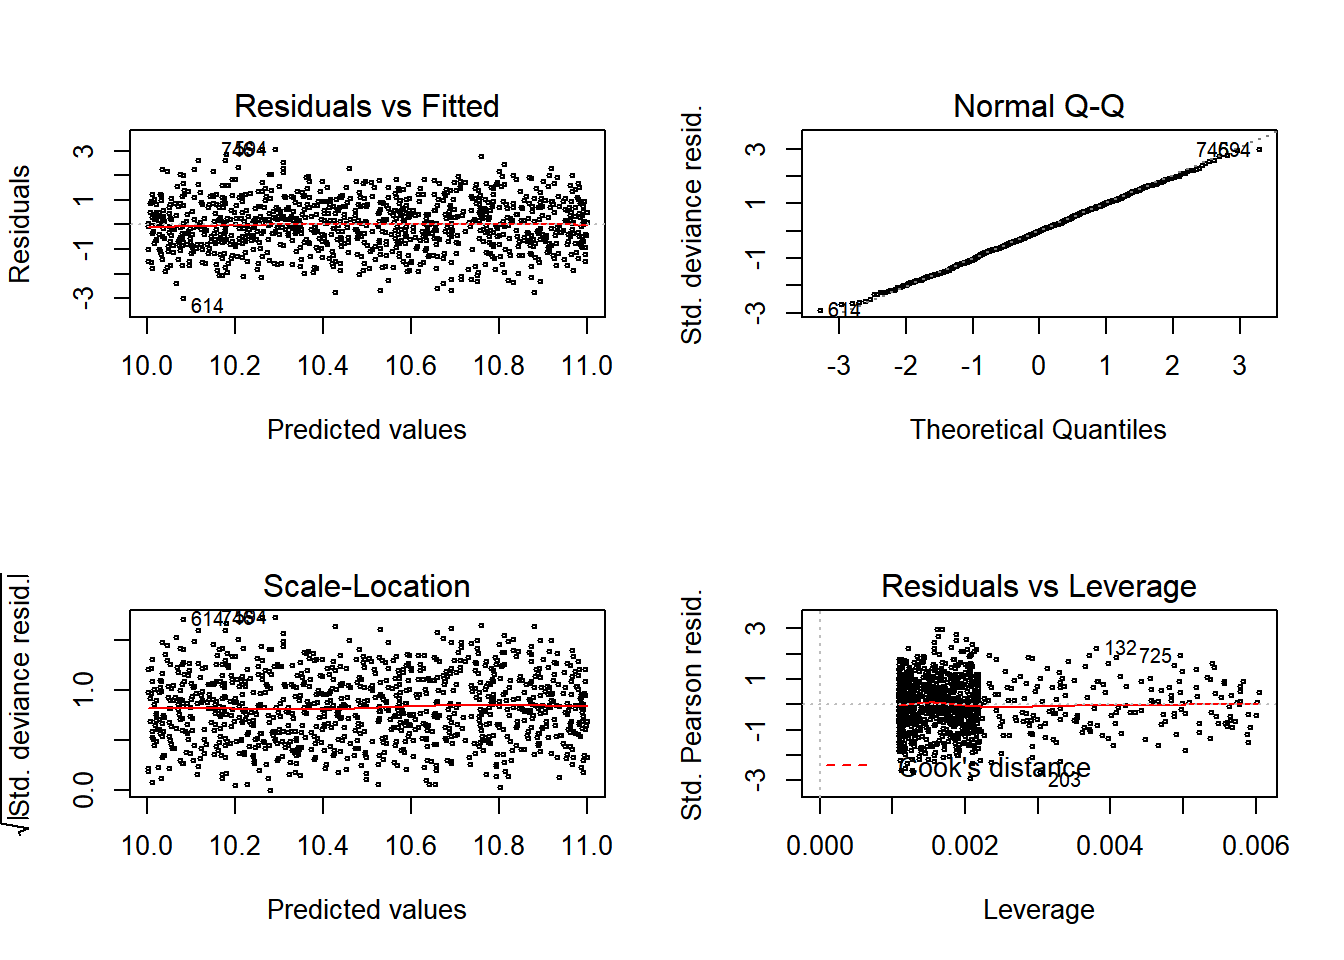 Residuals vs Fitted
Residuals
3
1
-1
-3
614
10.0 10.2 10.4 10.6 10.8 11.0
Predicted values
Normal Q-Q
Std. deviance resid.
3
1
-1
-3
614
-3 -2 -1 0 1 2 3
Theoretical Quantiles
Scale-Location
√|Std. deviance resid.|
1.0
0.0
614
10.0 10.2 10.4 10.6 10.8 11.0
Predicted values
Residuals vs Leverage
Std. Pearson resid.
3
1
-1
-3
132
725
Cook's distance
203
0.000 0.002 0.004 0.006
Leverage